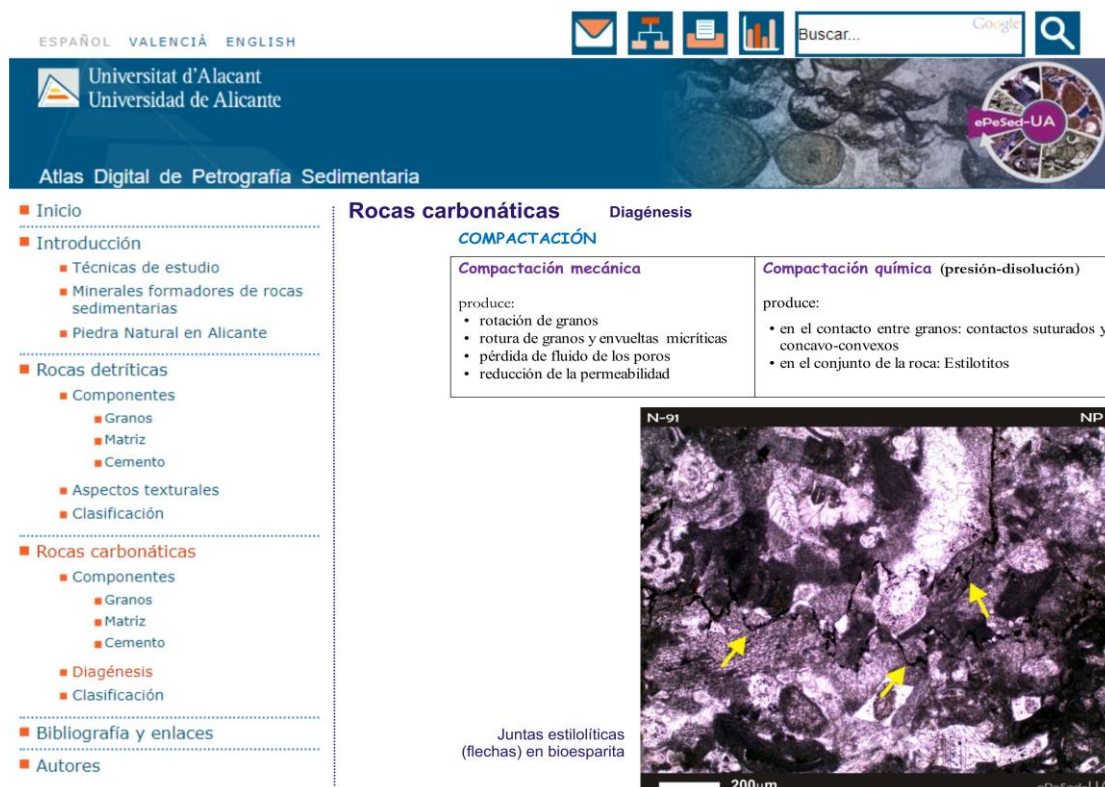 ESPAÑOL VALENCIÀ ENGLISH
Buscar...
Google
Universitat d'Alacant
Universidad de Alicante
ePeSed-UA
Atlas Digital de Petrografía Sedimentaria
Inicio
Introducción
Técnicas de estudio
Minerales formadores de rocas
sedimentarias
Piedra Natural en Alicante
Rocas detríticas
Componentes
Granos
Matriz
Cemento
Aspectos texturales
Clasificación
Rocas carbonáticas
Componentes
Granos
Matriz
Cemento
Diagénesis
Clasificación
Bibliografía y enlaces
Autores
Rocas carbonáticas Diagénesis
COMPACTACIÓN
Compactación mecánica
produce:
• rotación de granos
• rotura de granos y envueltas micríticas
• pérdida de fluido de los poros
• reducción de la permeabilidad
Compactación química (presión-disolución)
produce:
• en el contacto entre granos: contactos suturados y
concavo-convexos
• en el conjunto de la roca: Estilotitos
N-91 NP
Juntas estilolíticas
(flechas) en bioesparita
200µm
ePeSed-UA